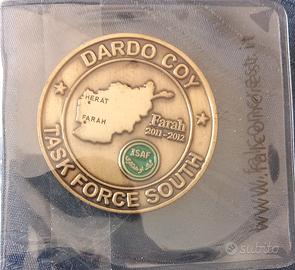 DARDO COY
HERAT
FARAH
Farah
2011-2012
ISAF
TASK FORCE SOUTH
www.falconcrest.it
subito